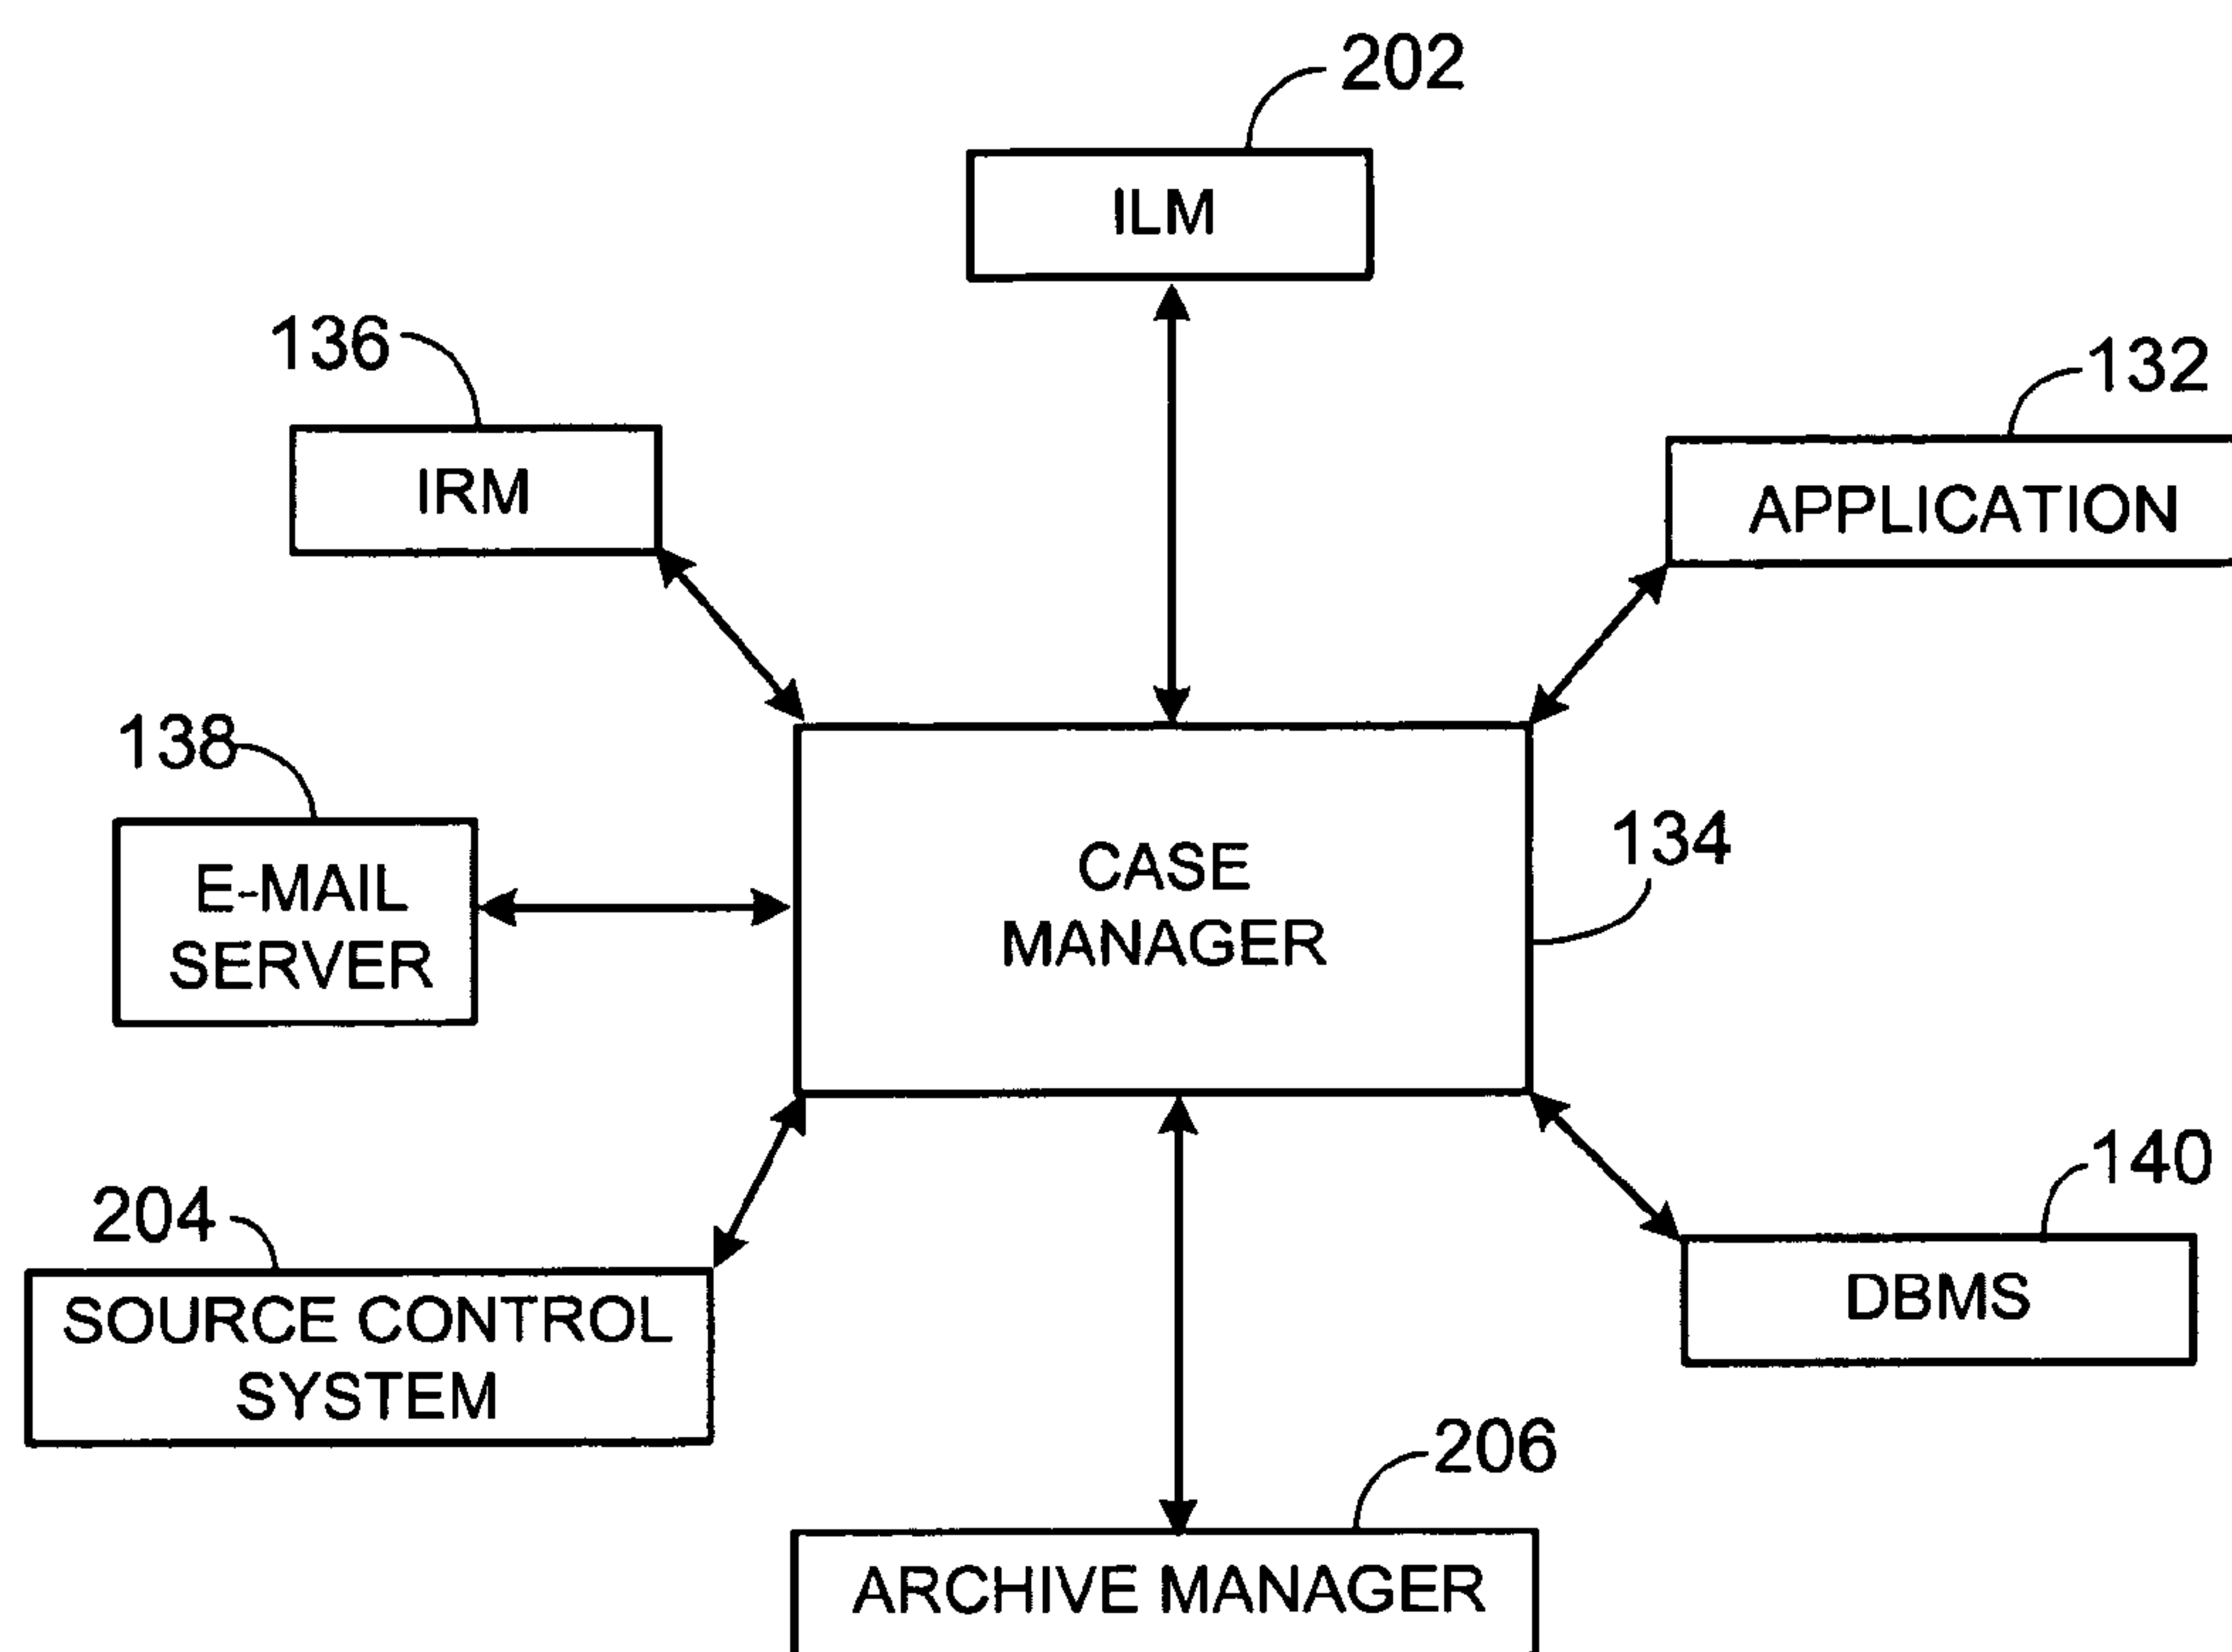 202
ILM
136
IRM
132
APPLICATION
138
E-MAIL
SERVER
CASE
MANAGER
134
204
SOURCE CONTROL
SYSTEM
140
DBMS
206
ARCHIVE MANAGER